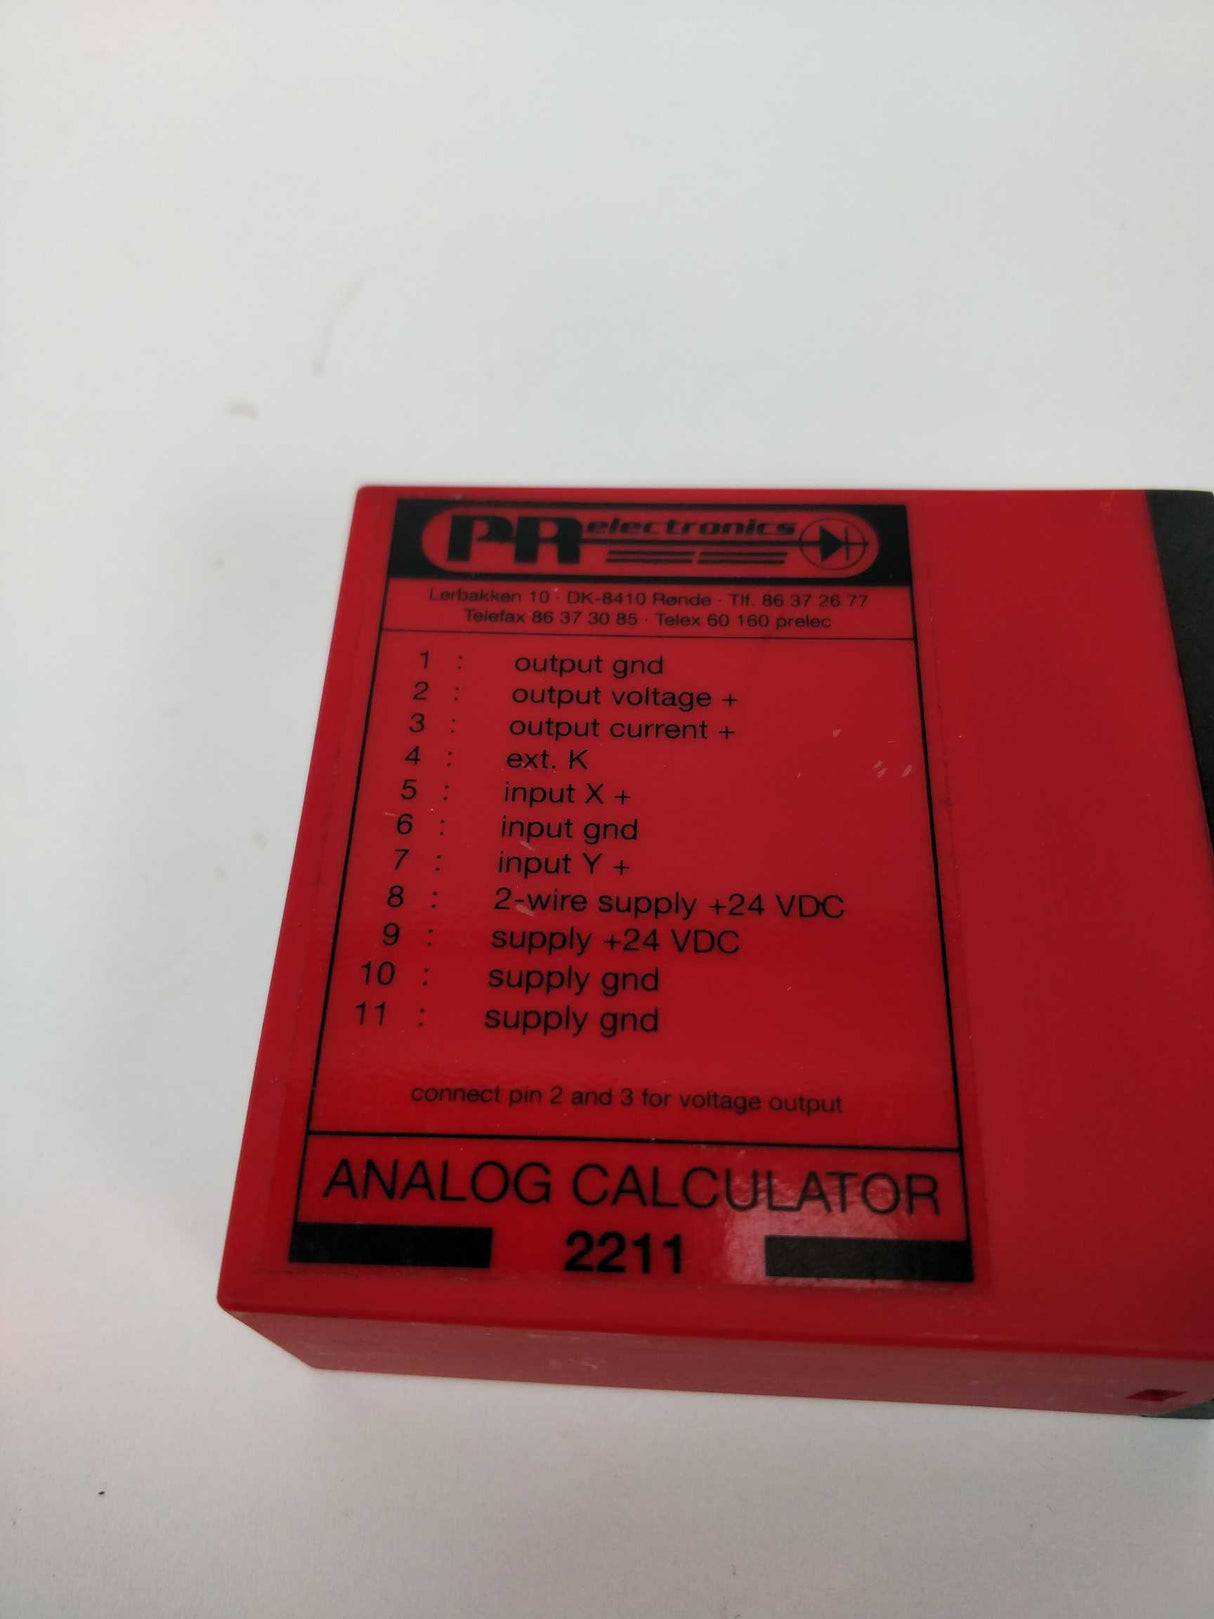 PR electronics
Lerbakken 10 · DK-8410 Rønde · Tlf. 86 37 26 77
Telefax 86 37 30 85 · Telex 60 160 prelec
1 : output gnd
2 : output voltage +
3 : output current +
4 : ext. K
5 : input X +
6 : input gnd
7 : input Y +
8 : 2-wire supply +24 VDC
9 : supply +24 VDC
10 : supply gnd
11 : supply gnd
connect pin 2 and 3 for voltage output
ANALOG CALCULATOR
2211